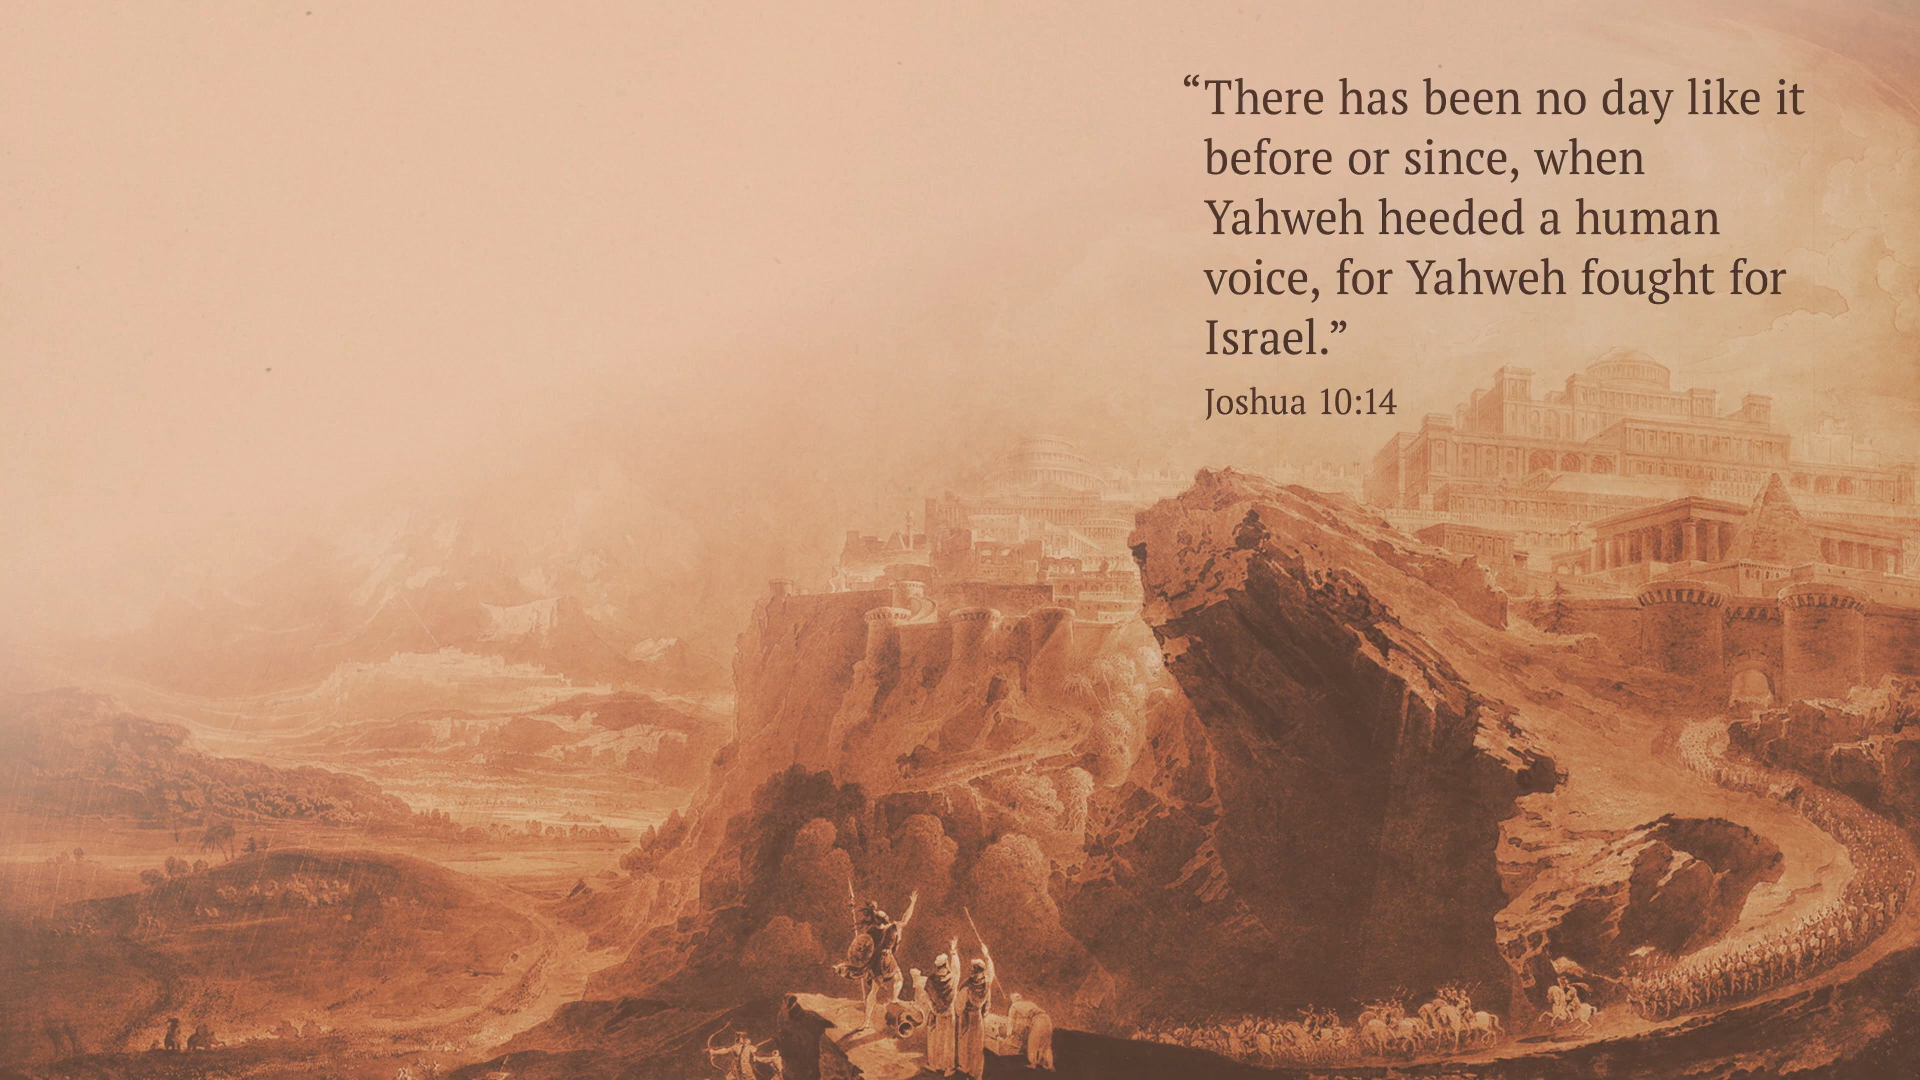 “There has been no day like it
before or since, when
Yahweh heeded a human
voice, for Yahweh fought for
Israel.”
Joshua 10:14